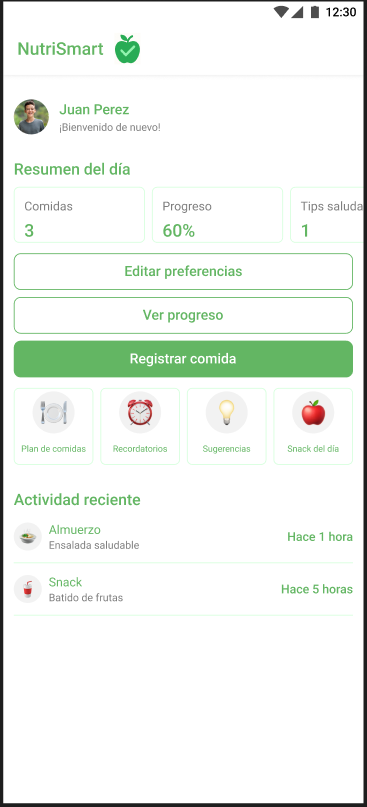 12:30
NutriSmart
Juan Perez
¡Bienvenido de nuevo!
Resumen del día
Comidas
3
Progreso
60%
Tips saluda
1
Editar preferencias
Ver progreso
Registrar comida
Plan de comidas
Recordatorios
Sugerencias
Snack del día
Actividad reciente
Almuerzo
Ensalada saludable
Hace 1 hora
Snack
Batido de frutas
Hace 5 horas